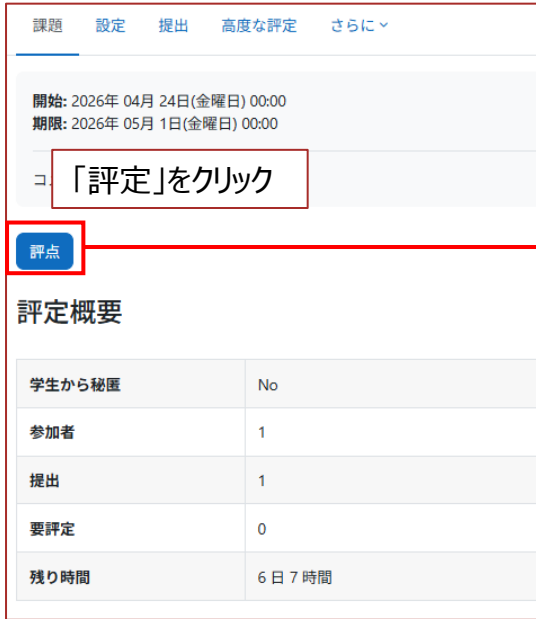 課題 設定 提出 高度な評定 さらに
開始: 2026年 04月 24日(金曜日) 00:00
期限: 2026年 05月 1日(金曜日) 00:00
「評定」をクリック
評点
評定概要
学生から秘匿 No
参加者 1
提出 1
要評定 0
残り時間 6 日 7 時間